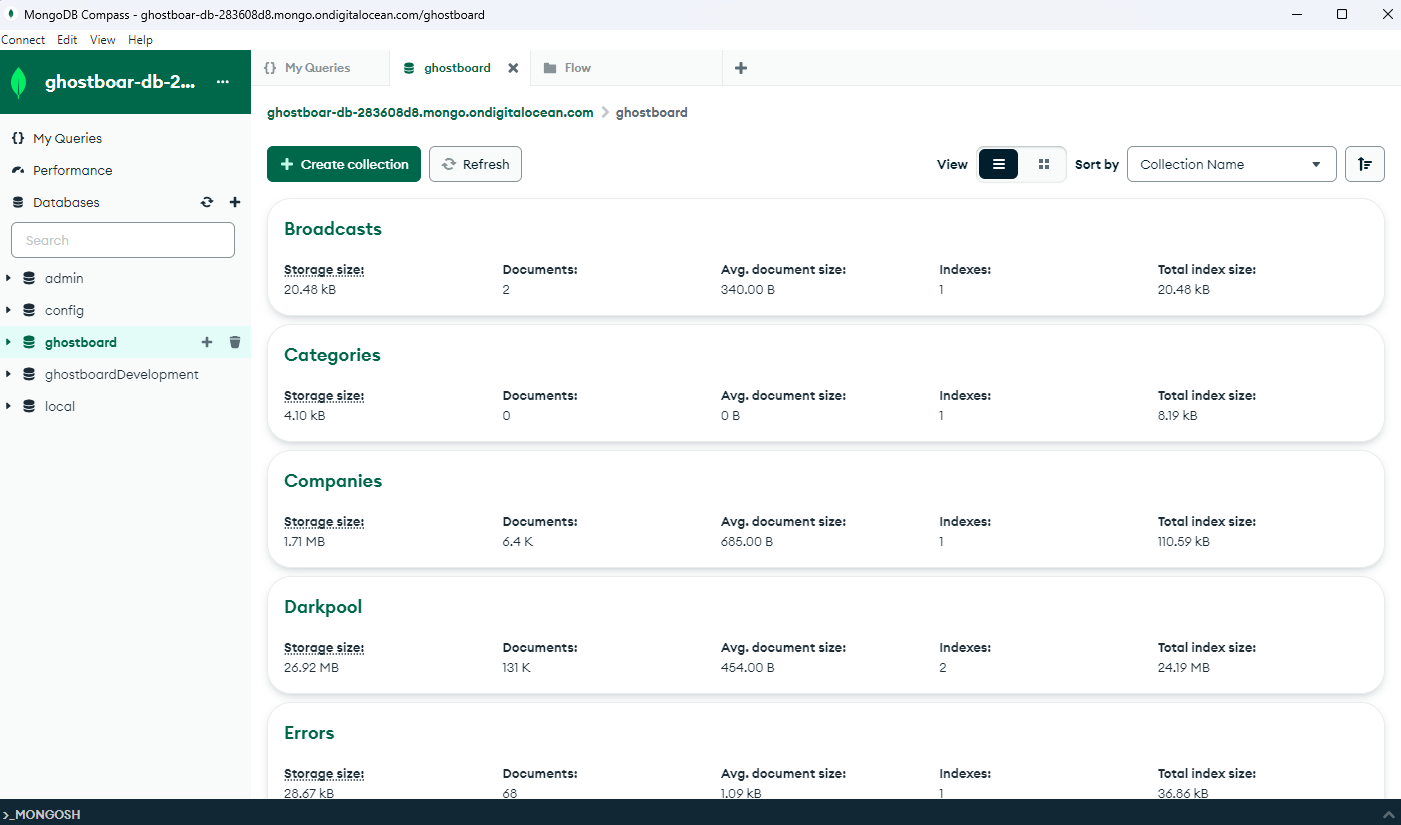 MongoDB Compass - ghostboar-db-283608d8.mongo.ondigitalocean.com/ghostboard
Connect Edit View Help
ghostboar-db-2... ...
My Queries
Performance
Databases
Search
admin
config
ghostboard
ghostboardDevelopment
local
{} My Queries ghostboard Flow
ghostboar-db-283608d8.mongo.ondigitalocean.com > ghostboard
Create collection Refresh View Sort by Collection Name
Broadcasts
Storage size: Documents: Avg. document size: Indexes: Total index size:
20.48 kB 2 340.00 B 1 20.48 kB
Categories
Storage size: Documents: Avg. document size: Indexes: Total index size:
4.10 kB 0 0 B 1 8.19 kB
Companies
Storage size: Documents: Avg. document size: Indexes: Total index size:
1.71 MB 6.4 K 685.00 B 1 110.59 kB
Darkpool
Storage size: Documents: Avg. document size: Indexes: Total index size:
26.92 MB 131 K 454.00 B 2 24.19 MB
Errors
Storage size: Documents: Avg. document size: Indexes: Total index size:
28.67 kB 68 1.09 kB 1 36.86 kB
>_MONGOSH